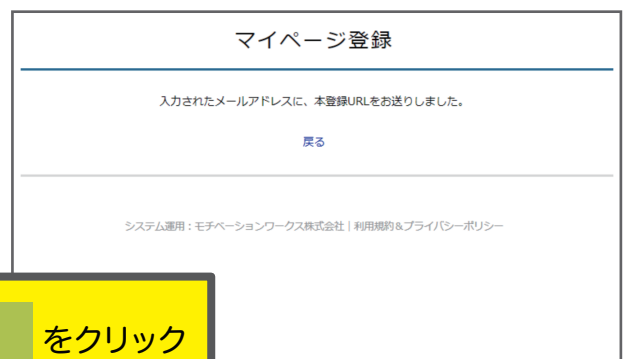 マイページ登録
入力されたメールアドレスに、本登録URLをお送りしました。
戻る
システム運用：モチベーションワークス株式会社｜利用規約&プライバシーポリシー
をクリック